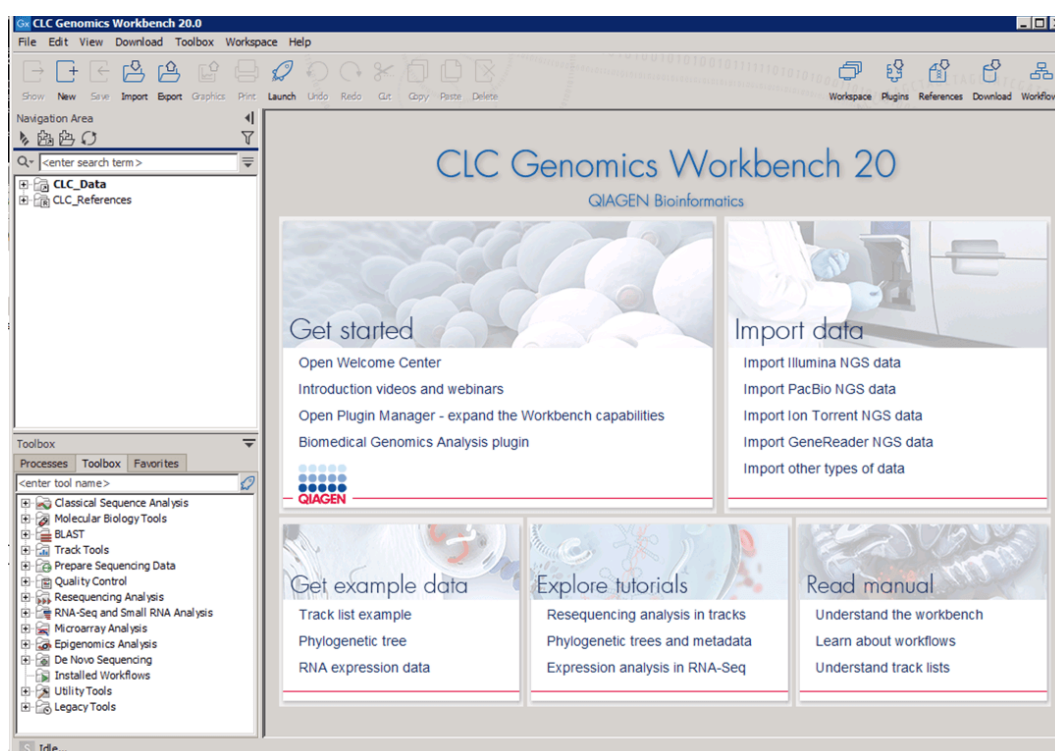 Gx CLC Genomics Workbench 20.0
File Edit View Download Toolbox Workspace Help
Show New Save Import Export Graphics Print Launch Undo Redo Cut Copy Paste Delete Workspace Plugins References Download Workflow
Navigation Area
<enter search term>
CLC_Data
CLC_References
CLC Genomics Workbench 20
QIAGEN Bioinformatics
Get started
Open Welcome Center
Introduction videos and webinars
Open Plugin Manager - expand the Workbench capabilities
Biomedical Genomics Analysis plugin
QIAGEN
Import data
Import Illumina NGS data
Import PacBio NGS data
Import Ion Torrent NGS data
Import GeneReader NGS data
Import other types of data
Toolbox
Processes Toolbox Favorites
<enter tool name>
Classical Sequence Analysis
Molecular Biology Tools
BLAST
Track Tools
Prepare Sequencing Data
Quality Control
Resequencing Analysis
RNA-Seq and Small RNA Analysis
Microarray Analysis
Epigenomics Analysis
De Novo Sequencing
Installed Workflows
Utility Tools
Legacy Tools
Get example data
Track list example
Phylogenetic tree
RNA expression data
Explore tutorials
Resequencing analysis in tracks
Phylogenetic trees and metadata
Expression analysis in RNA-Seq
Read manual
Understand the workbench
Learn about workflows
Understand track lists
Idle...